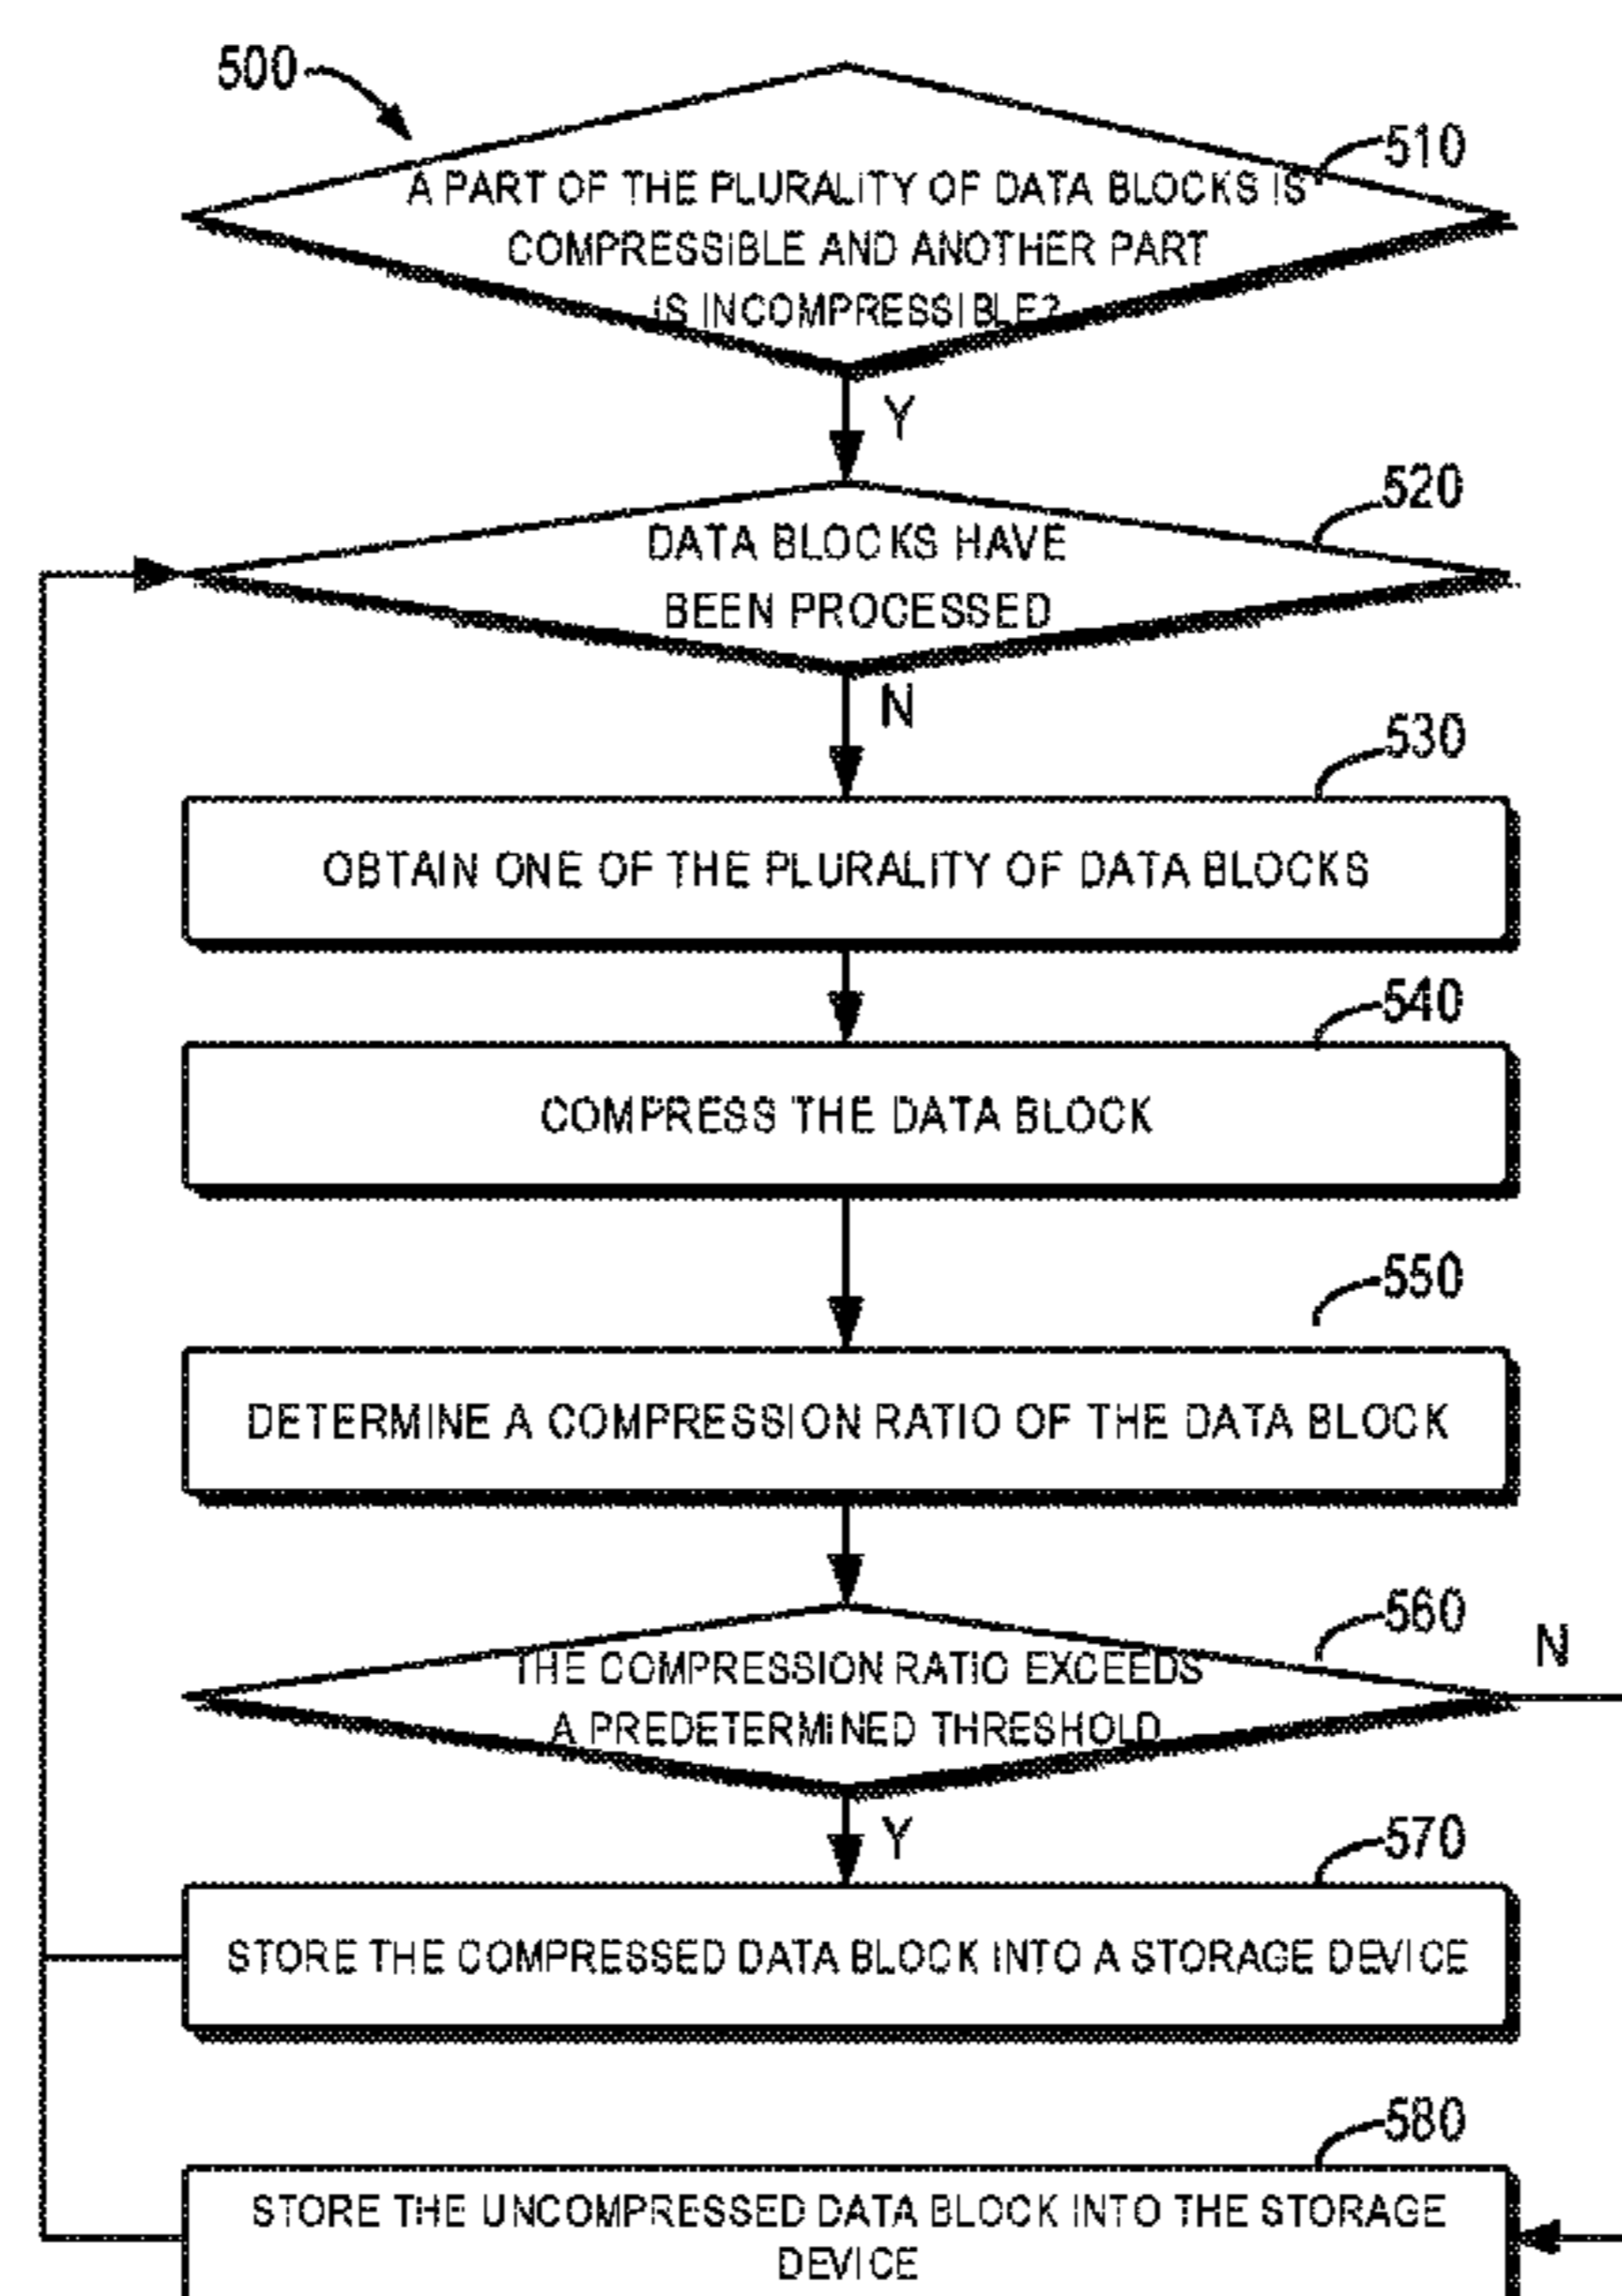 500
510
A PART OF THE PLURALITY OF DATA BLOCKS IS
COMPRESSIBLE AND ANOTHER PART
IS INCOMPRESSIBLE?
Y
520
DATA BLOCKS HAVE
BEEN PROCESSED
N
530
OBTAIN ONE OF THE PLURALITY OF DATA BLOCKS
540
COMPRESS THE DATA BLOCK
550
DETERMINE A COMPRESSION RATIO OF THE DATA BLOCK
560
N
THE COMPRESSION RATIO EXCEEDS
A PREDETERMINED THRESHOLD
Y
570
STORE THE COMPRESSED DATA BLOCK INTO A STORAGE DEVICE
580
STORE THE UNCOMPRESSED DATA BLOCK INTO THE STORAGE
DEVICE